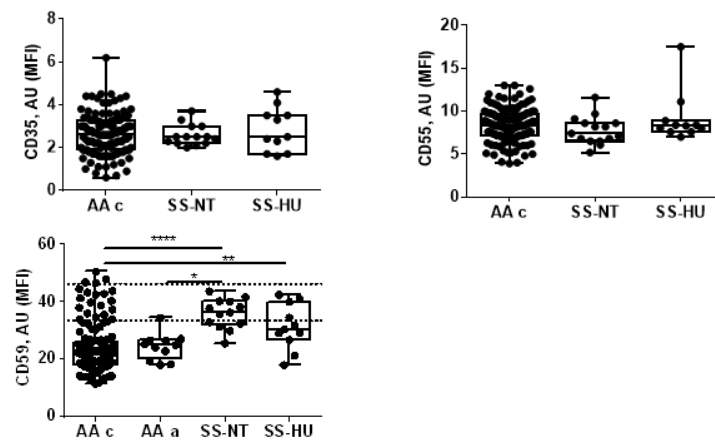 CD35, AU (MFI)
8
6
4
2
0
AA c SS-NT SS-HU
CD55, AU (MFI)
20
15
10
5
0
AA c SS-NT SS-HU
CD59, AU (MFI)
60
40
20
0
****
**
*
AA c AA a SS-NT SS-HU